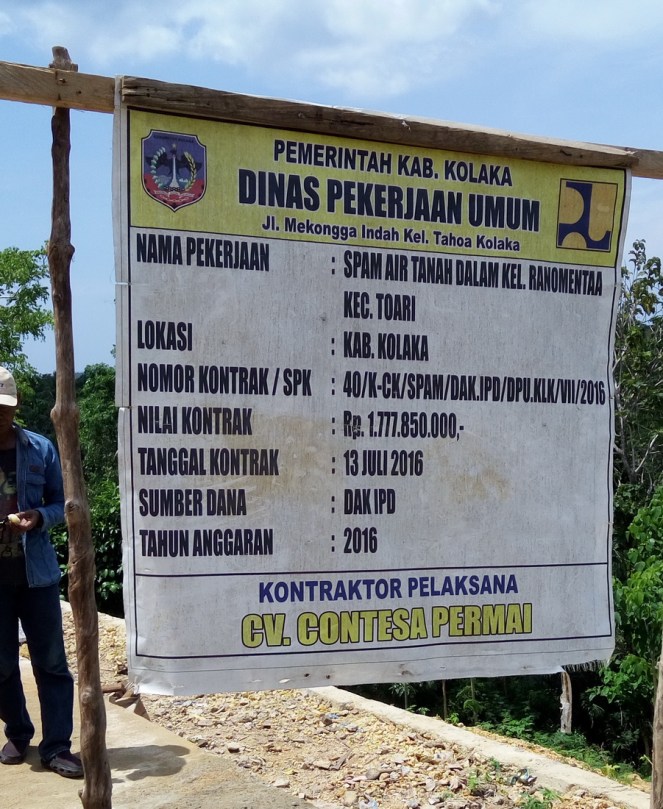 PEMERINTAH KAB. KOLAKA
DINAS PEKERJAAN UMUM
Jl. Mekongga Indah Kel. Tahoa Kolaka
NAMA PEKERJAAN : SPAM AIR TANAH DALAM KEL. RANOMENTAA
KEC. TOARI
LOKASI : KAB. KOLAKA
NOMOR KONTRAK / SPK : 40/K-CK/SPAM/DAK.IPD/DPU.KLK/VII/2016
NILAI KONTRAK : Rp. 1.777.850.000,-
TANGGAL KONTRAK : 13 JULI 2016
SUMBER DANA : DAK IPD
TAHUN ANGGARAN : 2016
KONTRAKTOR PELAKSANA
CV. CONTESA PERMAI